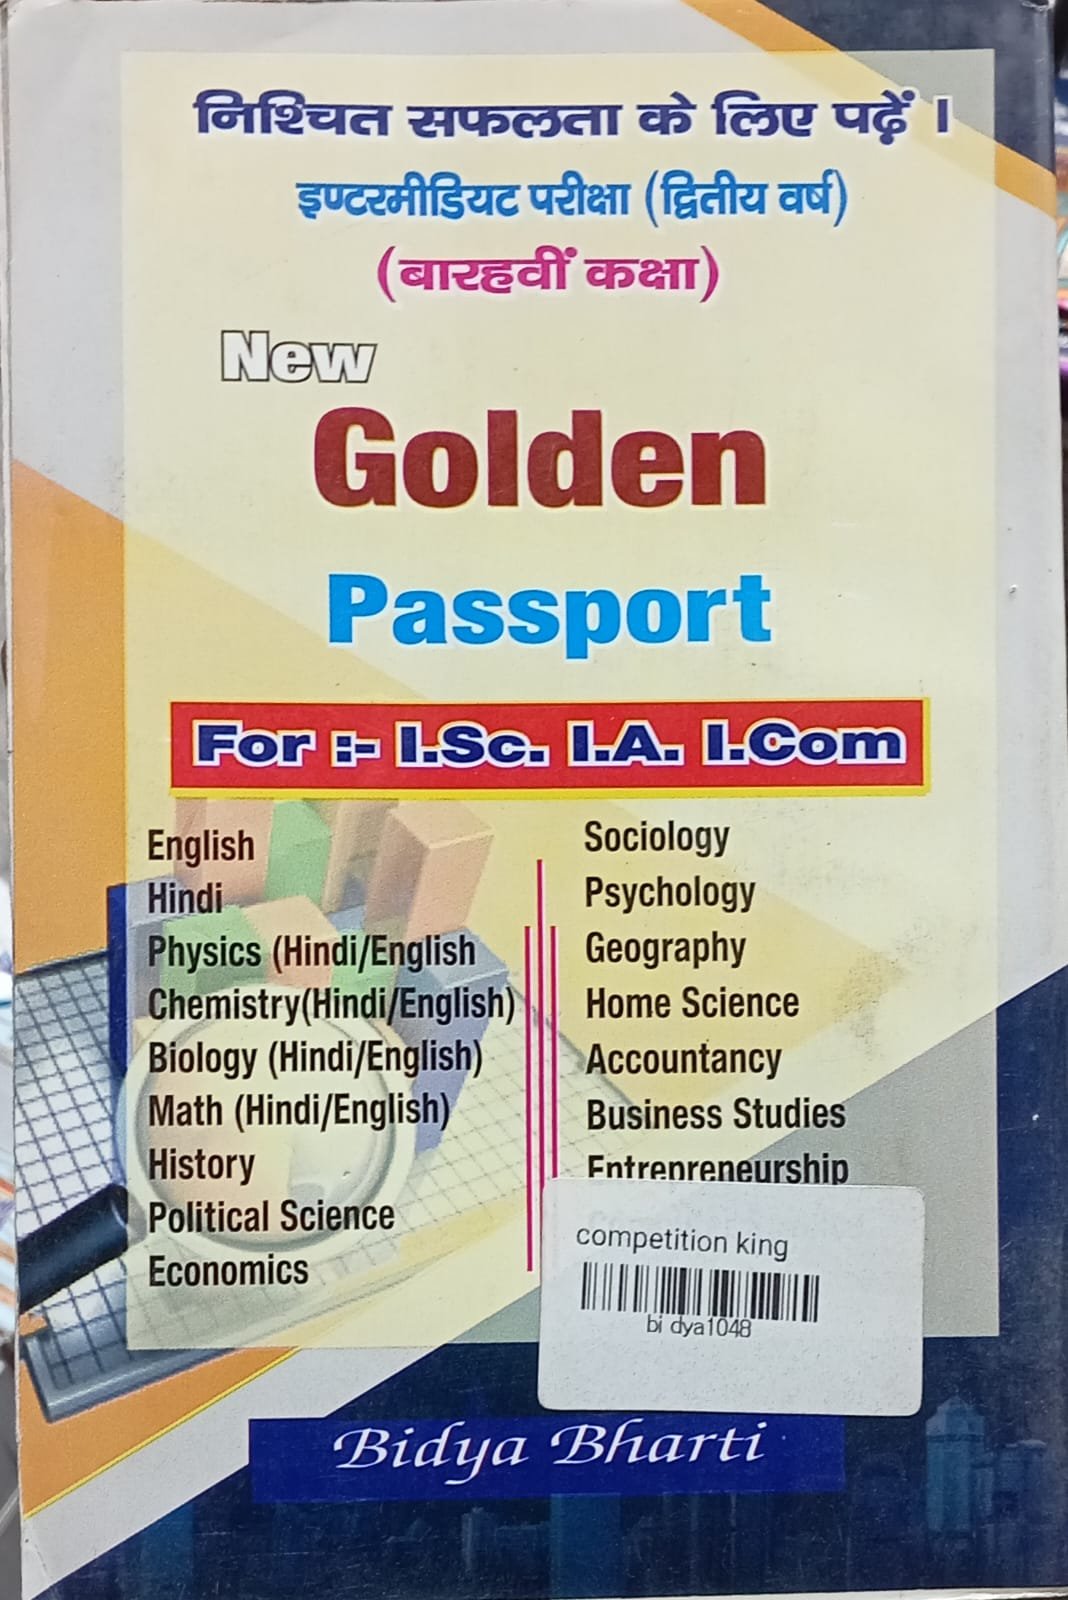 निश्चित सफलता के लिए पढ़ें ।
इण्टरमीडियट परीक्षा (द्वितीय वर्ष)
(बारहवीं कक्षा)
New
Golden
Passport
For :- I.Sc. I.A. I.Com
English
Hindi
Physics (Hindi/English
Chemistry(Hindi/English)
Biology (Hindi/English)
Math (Hindi/English)
History
Political Science
Economics
Sociology
Psychology
Geography
Home Science
Accountancy
Business Studies
Entrepreneurship
competition king
bi dya1048
Bidya Bharti